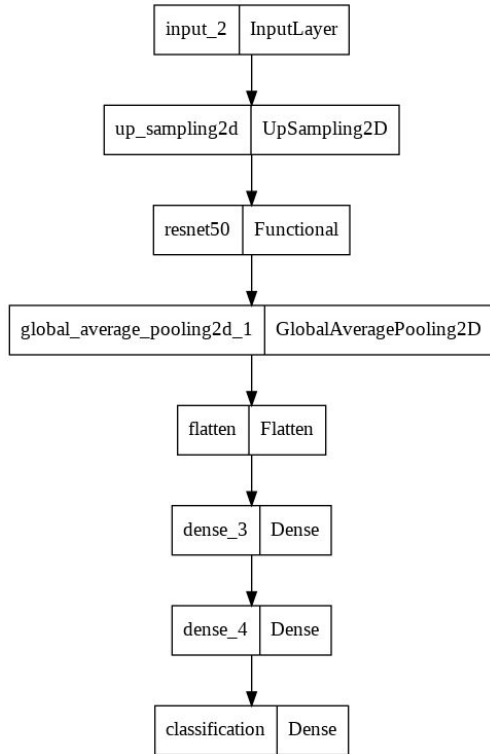 input_2 InputLayer
up_sampling2d UpSampling2D
resnet50 Functional
global_average_pooling2d_1 GlobalAveragePooling2D
flatten Flatten
dense_3 Dense
dense_4 Dense
classification Dense